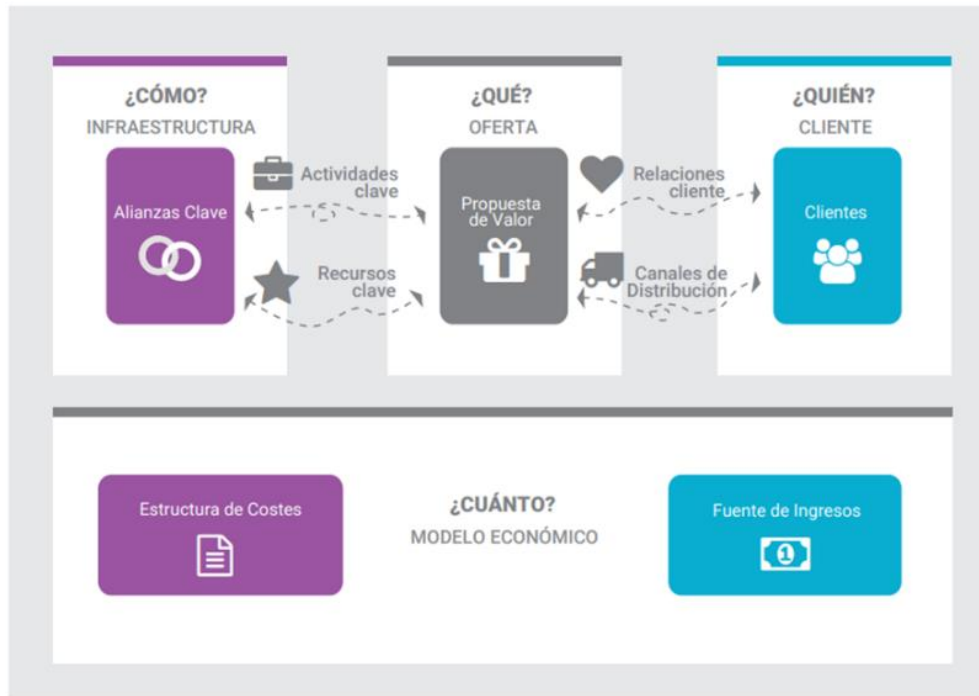 ¿CÓMO?
INFRAESTRUCTURA
Alianzas Clave
Actividades
clave
Recursos
clave
¿QUÉ?
OFERTA
Propuesta
de Valor
Relaciones
cliente
Canales de
Distribución
¿QUIÉN?
CLIENTE
Clientes
Estructura de Costes
¿CUÁNTO?
MODELO ECONÓMICO
Fuente de Ingresos
1